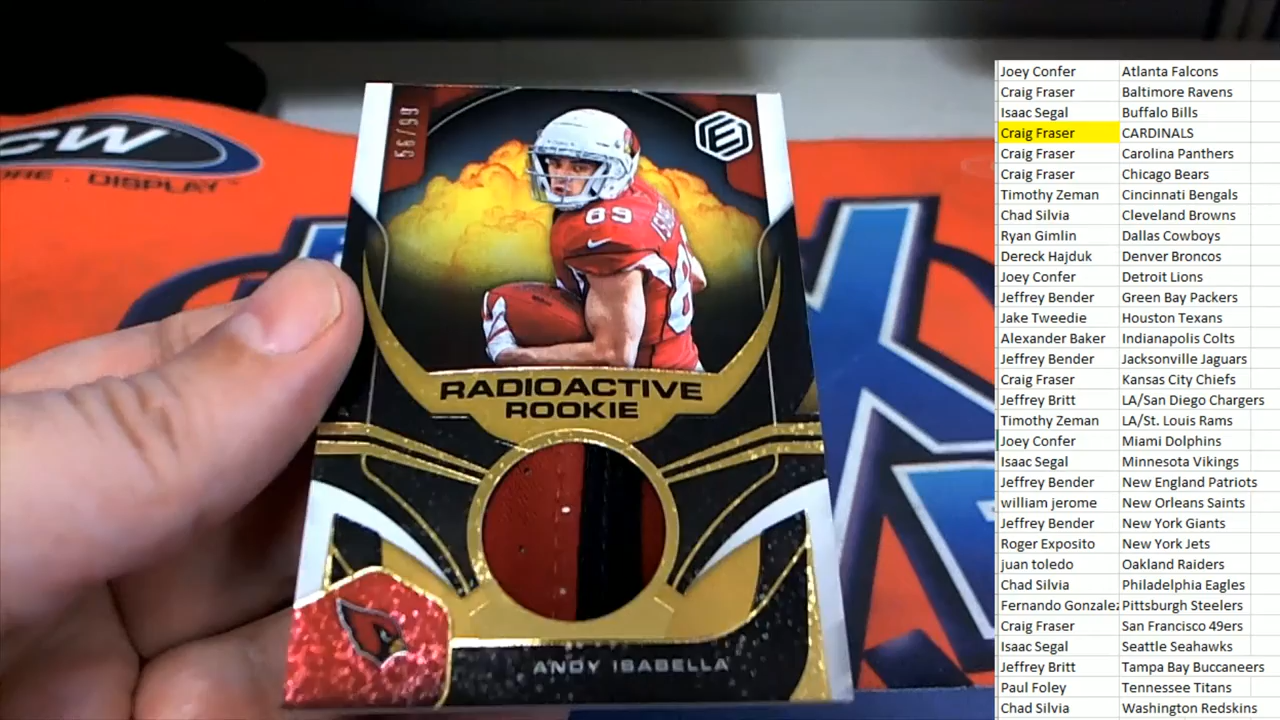 CW
ORE . DISPLAY
89
RADIOACTIVE
ROOKIE
ANDY ISABELLA
Joey Confer Atlanta Falcons
Craig Fraser Baltimore Ravens
Isaac Segal Buffalo Bills
Craig Fraser CARDINALS
Craig Fraser Carolina Panthers
Craig Fraser Chicago Bears
Timothy Zeman Cincinnati Bengals
Chad Silvia Cleveland Browns
Ryan Gimlin Dallas Cowboys
Dereck Hajduk Denver Broncos
Joey Confer Detroit Lions
Jeffrey Bender Green Bay Packers
Jake Tweedie Houston Texans
Alexander Baker Indianapolis Colts
Jeffrey Bender Jacksonville Jaguars
Craig Fraser Kansas City Chiefs
Jeffrey Britt LA/San Diego Chargers
Timothy Zeman LA/St. Louis Rams
Joey Confer Miami Dolphins
Isaac Segal Minnesota Vikings
Jeffrey Bender New England Patriots
william jerome New Orleans Saints
Jeffrey Bender New York Giants
Roger Exposito New York Jets
juan toledo Oakland Raiders
Chad Silvia Philadelphia Eagles
Fernando Gonzalez Pittsburgh Steelers
Craig Fraser San Francisco 49ers
Isaac Segal Seattle Seahawks
Jeffrey Britt Tampa Bay Buccaneers
Paul Foley Tennessee Titans
Chad Silvia Washington Redskins